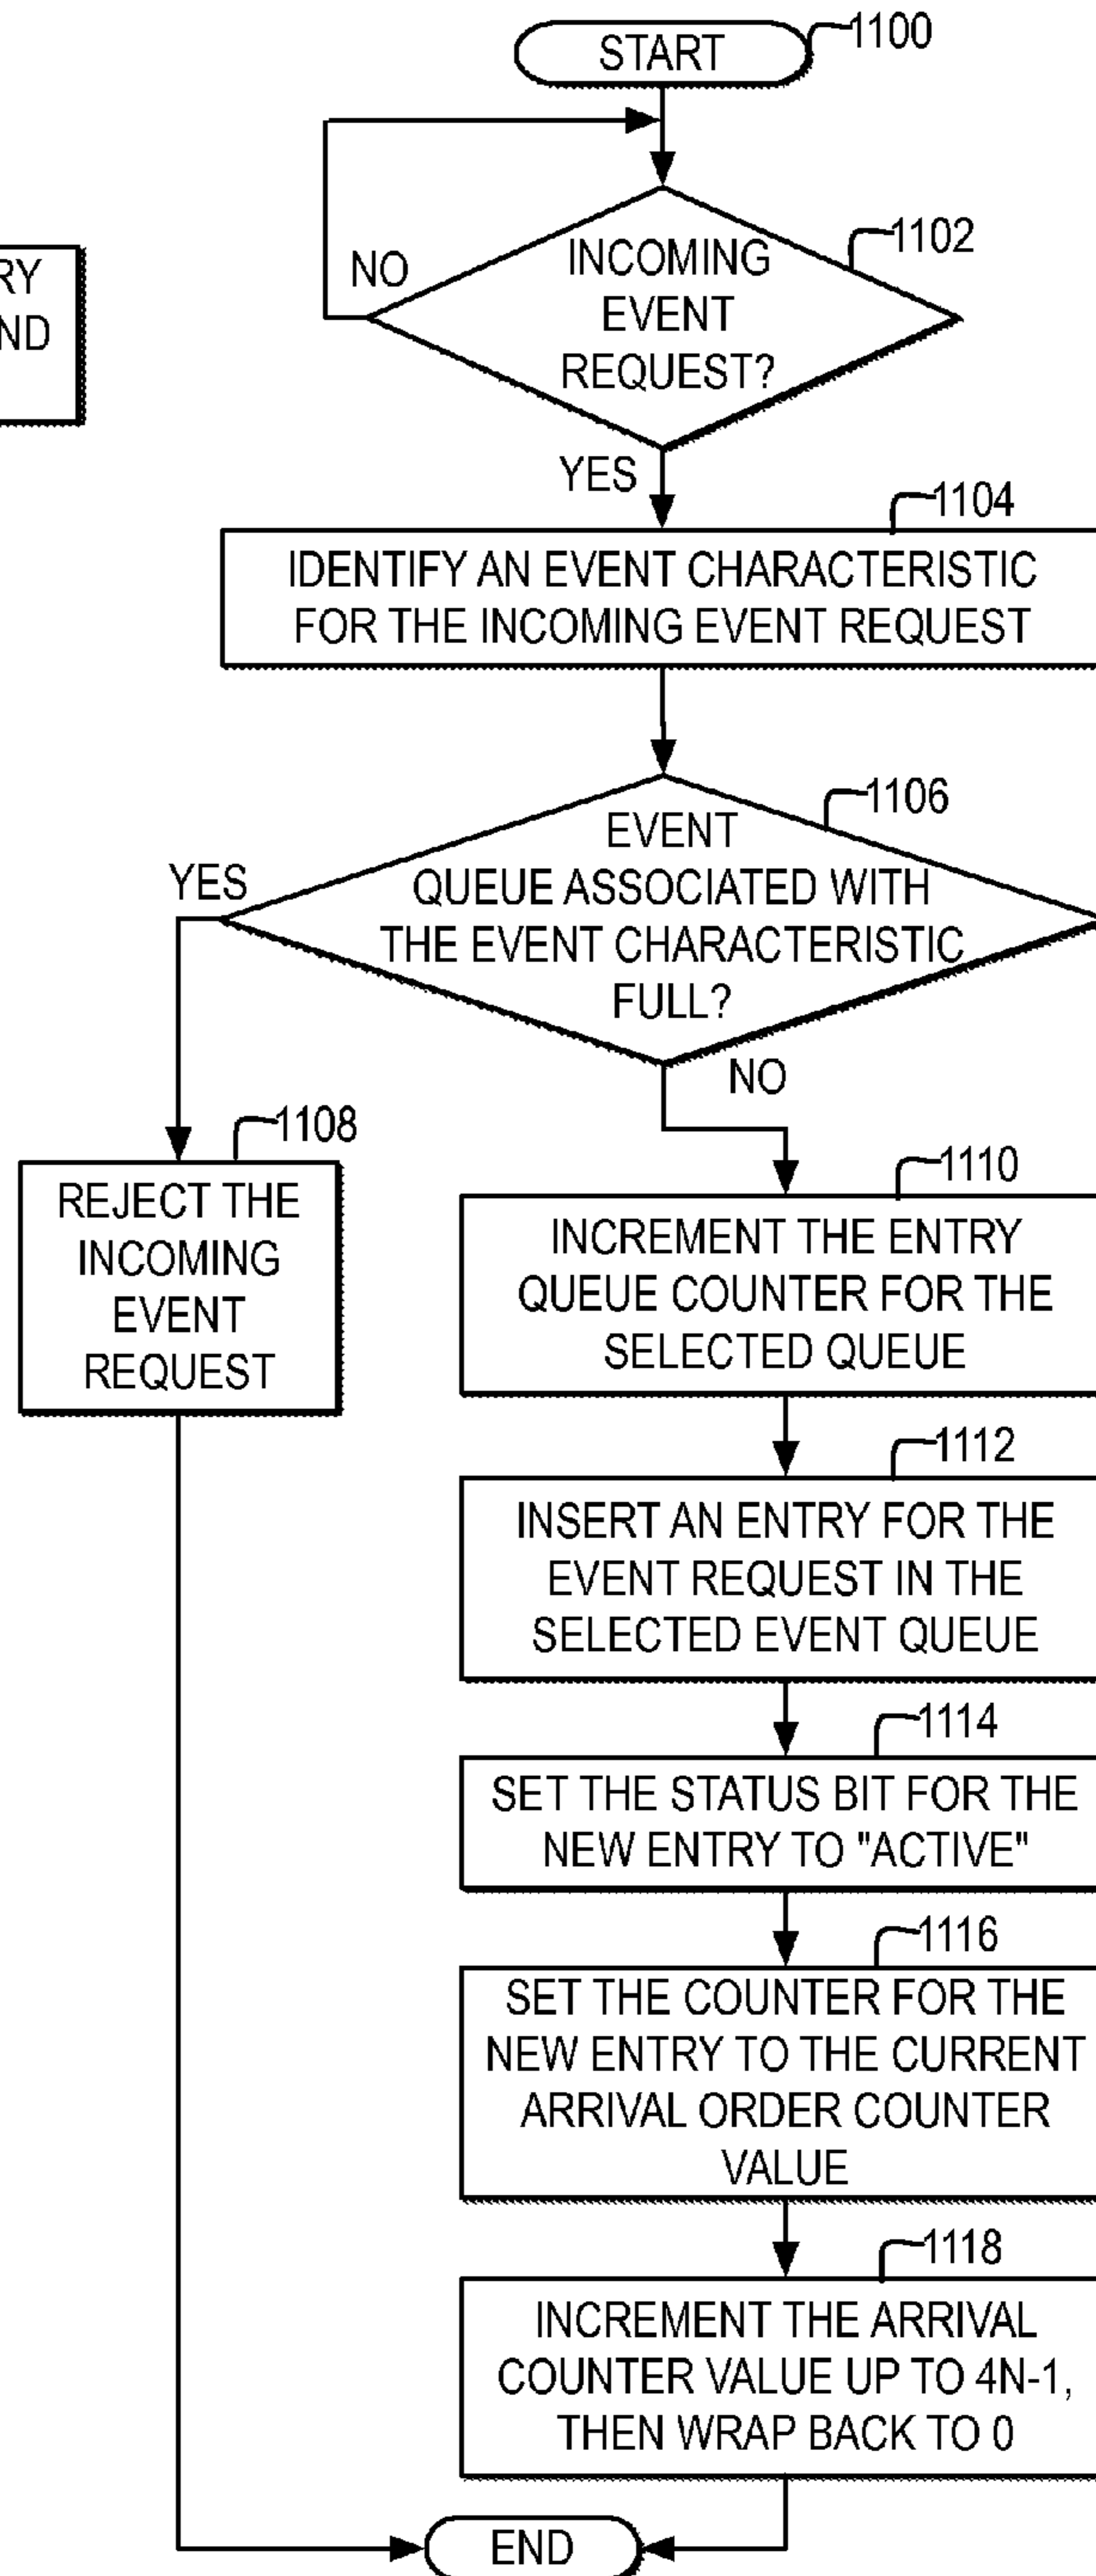 START
1100
RY
ND
INCOMING
EVENT
REQUEST?
1102
NO
YES
1104
IDENTIFY AN EVENT CHARACTERISTIC
FOR THE INCOMING EVENT REQUEST
1106
EVENT
QUEUE ASSOCIATED WITH
THE EVENT CHARACTERISTIC
FULL?
YES
NO
1108
REJECT THE
INCOMING
EVENT
REQUEST
1110
INCREMENT THE ENTRY
QUEUE COUNTER FOR THE
SELECTED QUEUE
1112
INSERT AN ENTRY FOR THE
EVENT REQUEST IN THE
SELECTED EVENT QUEUE
1114
SET THE STATUS BIT FOR THE
NEW ENTRY TO "ACTIVE"
1116
SET THE COUNTER FOR THE
NEW ENTRY TO THE CURRENT
ARRIVAL ORDER COUNTER
VALUE
1118
INCREMENT THE ARRIVAL
COUNTER VALUE UP TO 4N-1,
THEN WRAP BACK TO 0
END